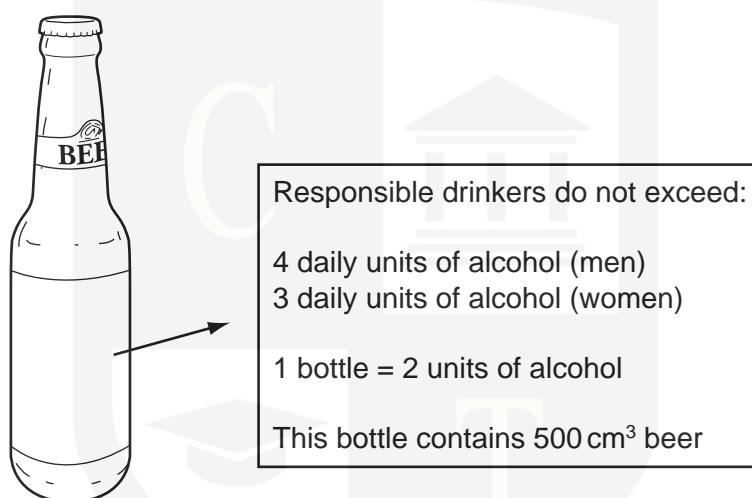 C
BEE
Responsible drinkers do not exceed:
4 daily units of alcohol (men)
3 daily units of alcohol (women)
1 bottle = 2 units of alcohol
This bottle contains 500 cm³ beer
T